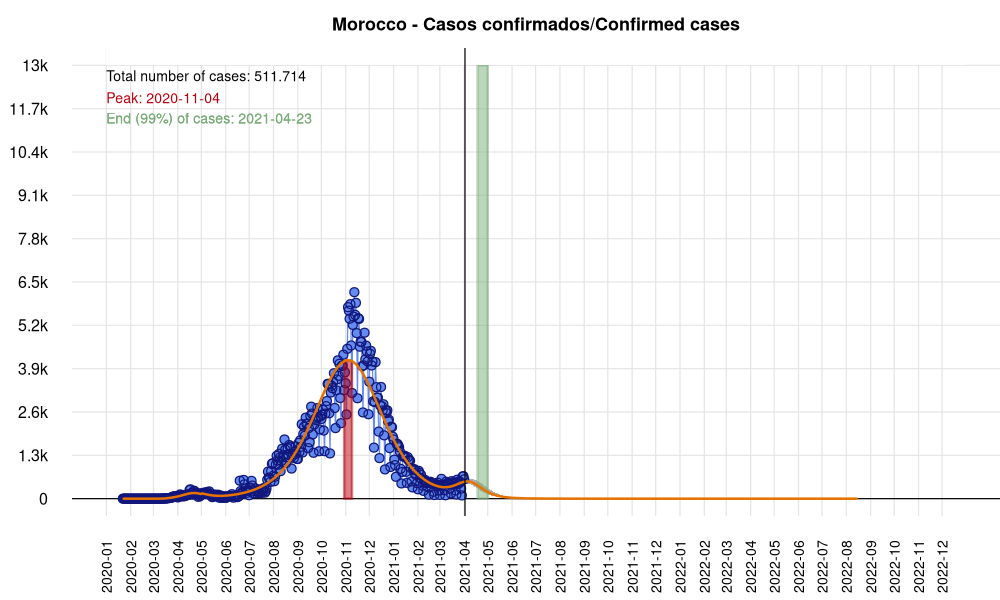 Morocco - Casos confirmados/Confirmed cases
Total number of cases: 511.714
Peak: 2020-11-04
End (99%) of cases: 2021-04-23
13k
11.7k
10.4k
9.1k
7.8k
6.5k
5.2k
3.9k
2.6k
1.3k
0
2020-01
2020-02
2020-03
2020-04
2020-05
2020-06
2020-07
2020-08
2020-09
2020-10
2020-11
2020-12
2021-01
2021-02
2021-03
2021-04
2021-05
2021-06
2021-07
2021-08
2021-09
2021-10
2021-11
2021-12
2022-01
2022-02
2022-03
2022-04
2022-05
2022-06
2022-07
2022-08
2022-09
2022-10
2022-11
2022-12